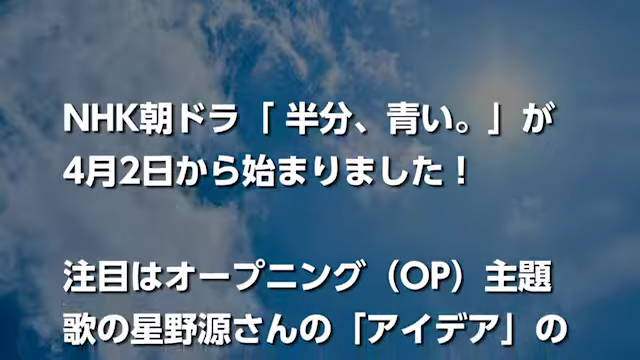 NHK朝ドラ「 半分、青い。」が
4月2日から始まりました！
注目はオープニング（OP）主題
歌の星野源さんの「アイデア」の